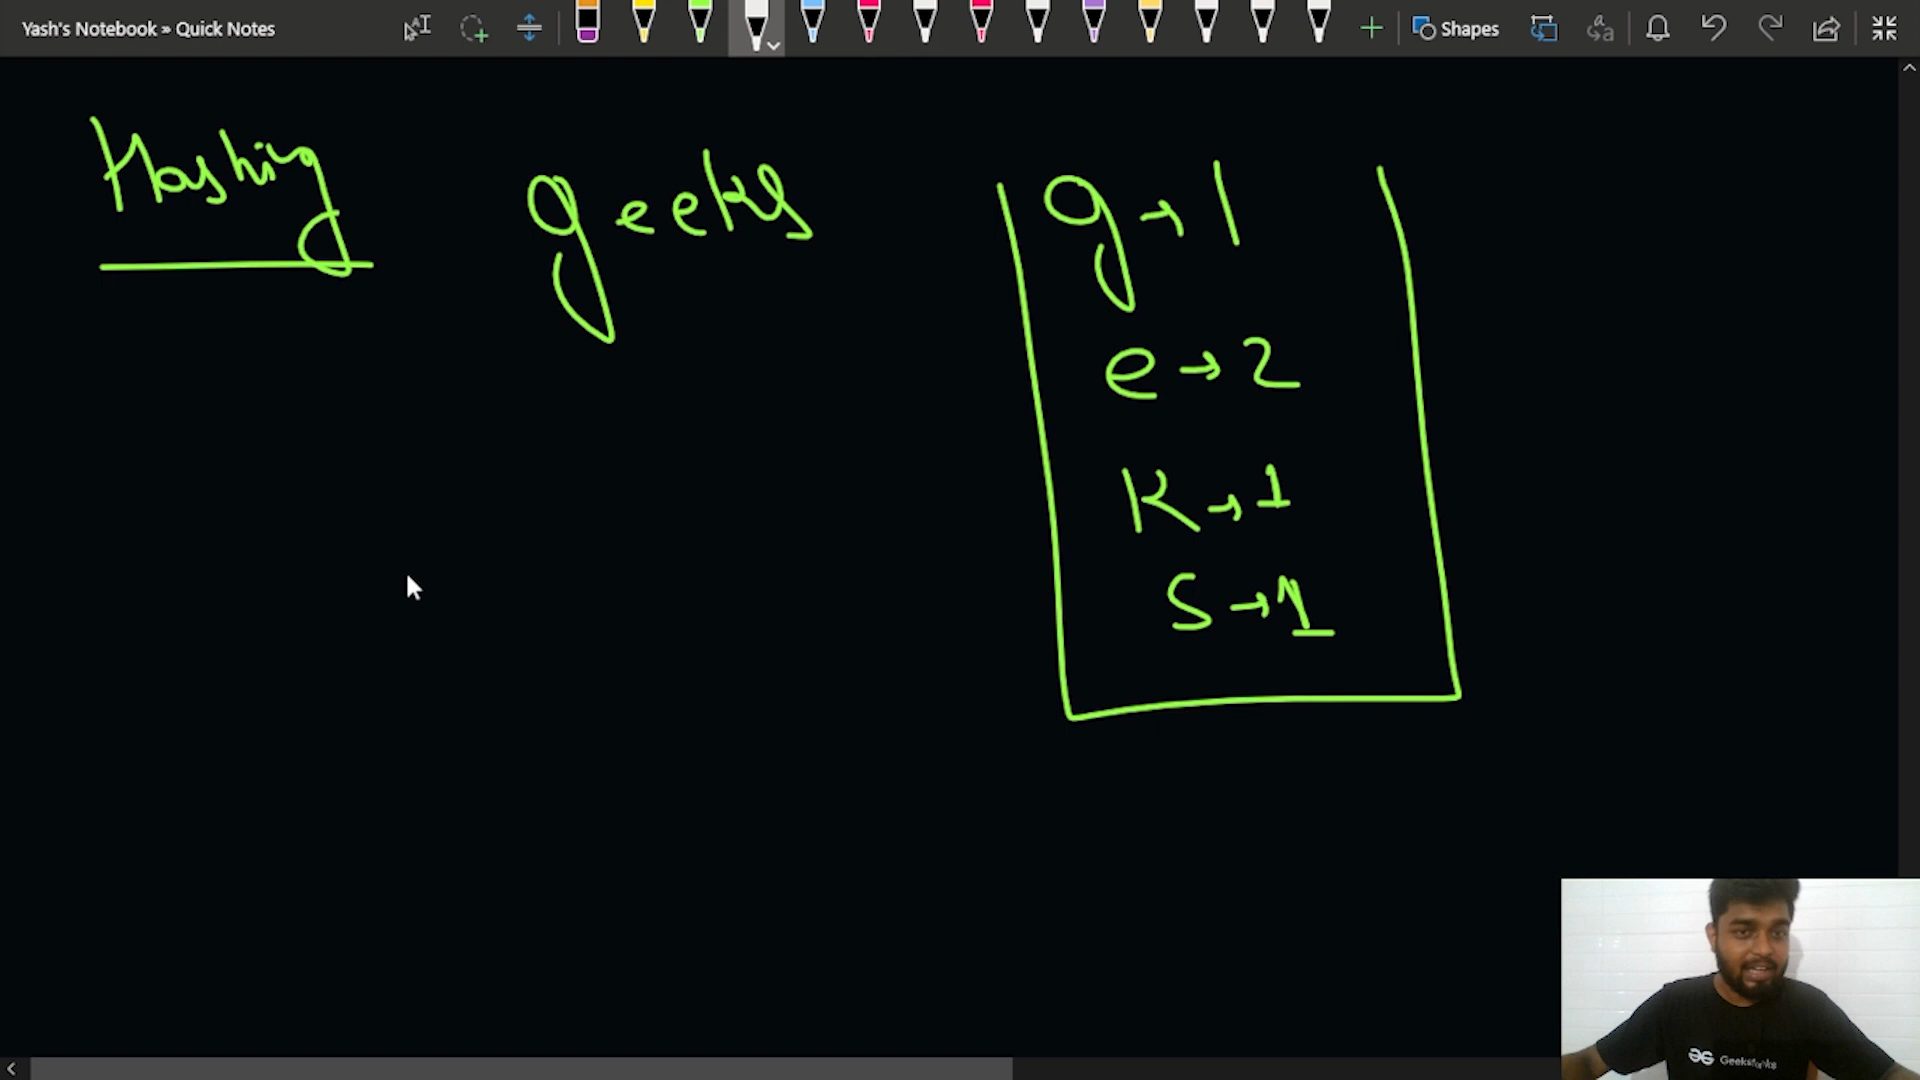 Yash's Notebook » Quick Notes
Shapes
Hashing
geeks
g → 1
e → 2
K → 1
S → 1